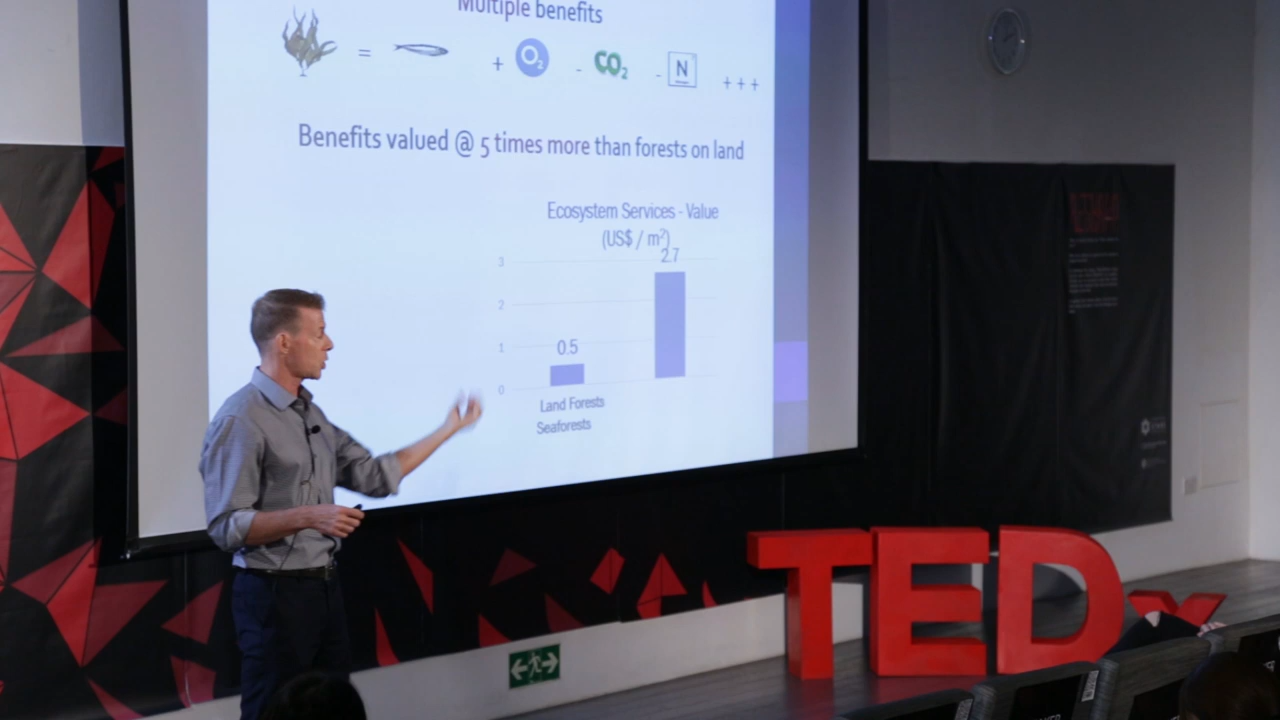 Multiple benefits
= + O2 - CO2 - N + + +
Benefits valued @ 5 times more than forests on land
Ecosystem Services - Value
(US$ / m²)
2.7
3
2
1
0.5
0
Land Forests
Seaforests
TEDx